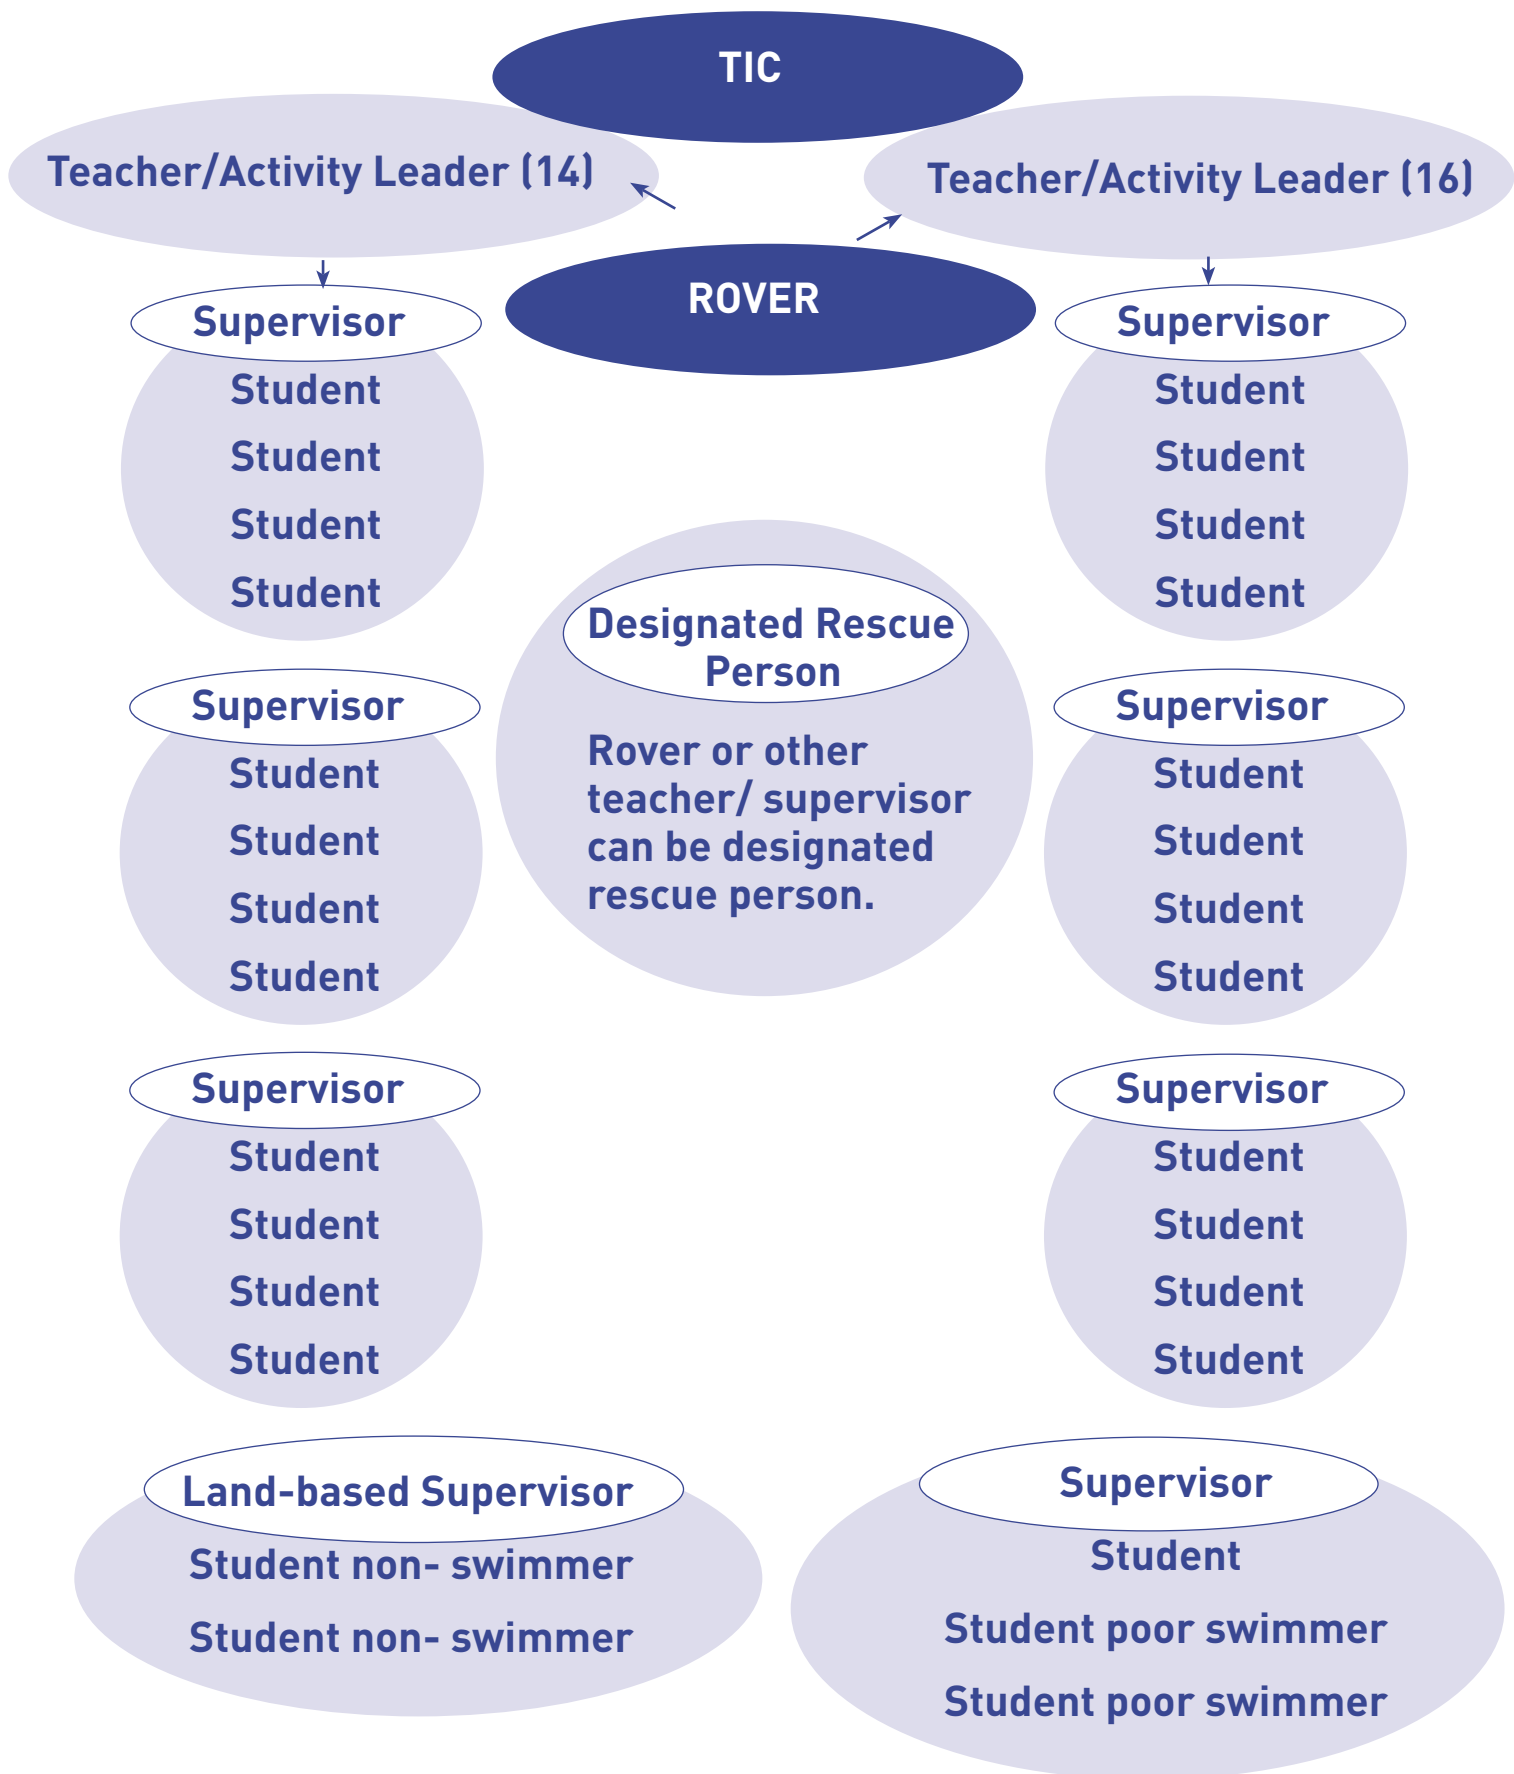 TIC
Teacher/Activity Leader (14)
Teacher/Activity Leader (16)
ROVER
Supervisor
Student
Student
Student
Student
Supervisor
Student
Student
Student
Student
Designated Rescue
Person
Rover or other
teacher/ supervisor
can be designated
rescue person.
Supervisor
Student
Student
Student
Student
Supervisor
Student
Student
Student
Student
Supervisor
Student
Student
Student
Student
Supervisor
Student
Student
Student
Student
Land-based Supervisor
Student non- swimmer
Student non- swimmer
Supervisor
Student
Student poor swimmer
Student poor swimmer